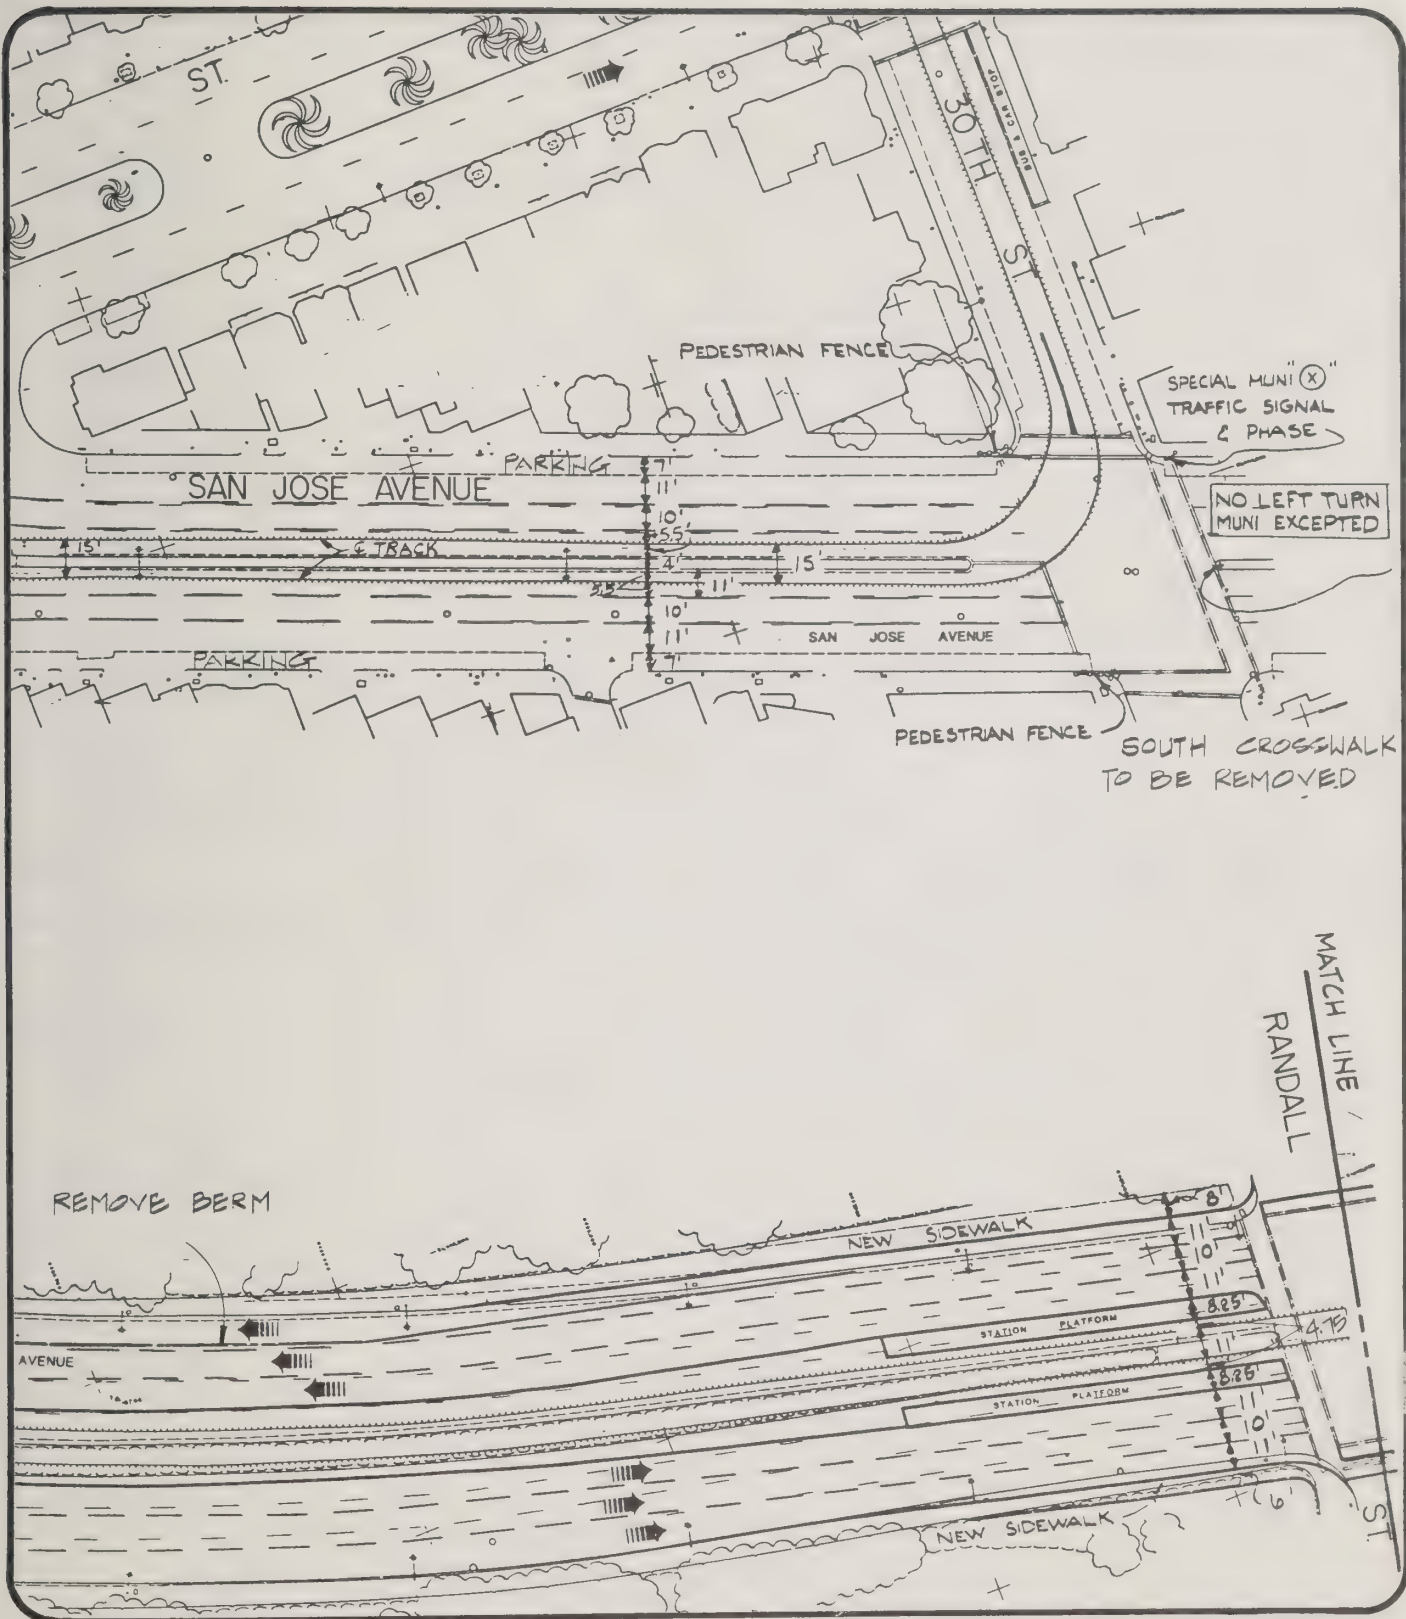 ST.
30TH
ST.
BUS & CAR STOP
PEDESTRIAN FENCE
SPECIAL MUNI "Ⓧ"
TRAFFIC SIGNAL
& PHASE
PARKING
7'
SAN JOSE AVENUE
11'
NO LEFT TURN
MUNI EXCEPTED
10'
5.5'
15'
℄ TRACK
4'
15'
5.5'
11'
10'
11'
SAN JOSE AVENUE
PARKING
7'
PEDESTRIAN FENCE
SOUTH CROSSWALK
TO BE REMOVED
MATCH LINE
RANDALL
ST.
REMOVE BERM
8'
NEW SIDEWALK
11'
10'
11'
8.25'
STATION PLATFORM
11'
4.75
AVENUE
8.25'
STATION PLATFORM
11'
10'
11'
6'
NEW SIDEWALK